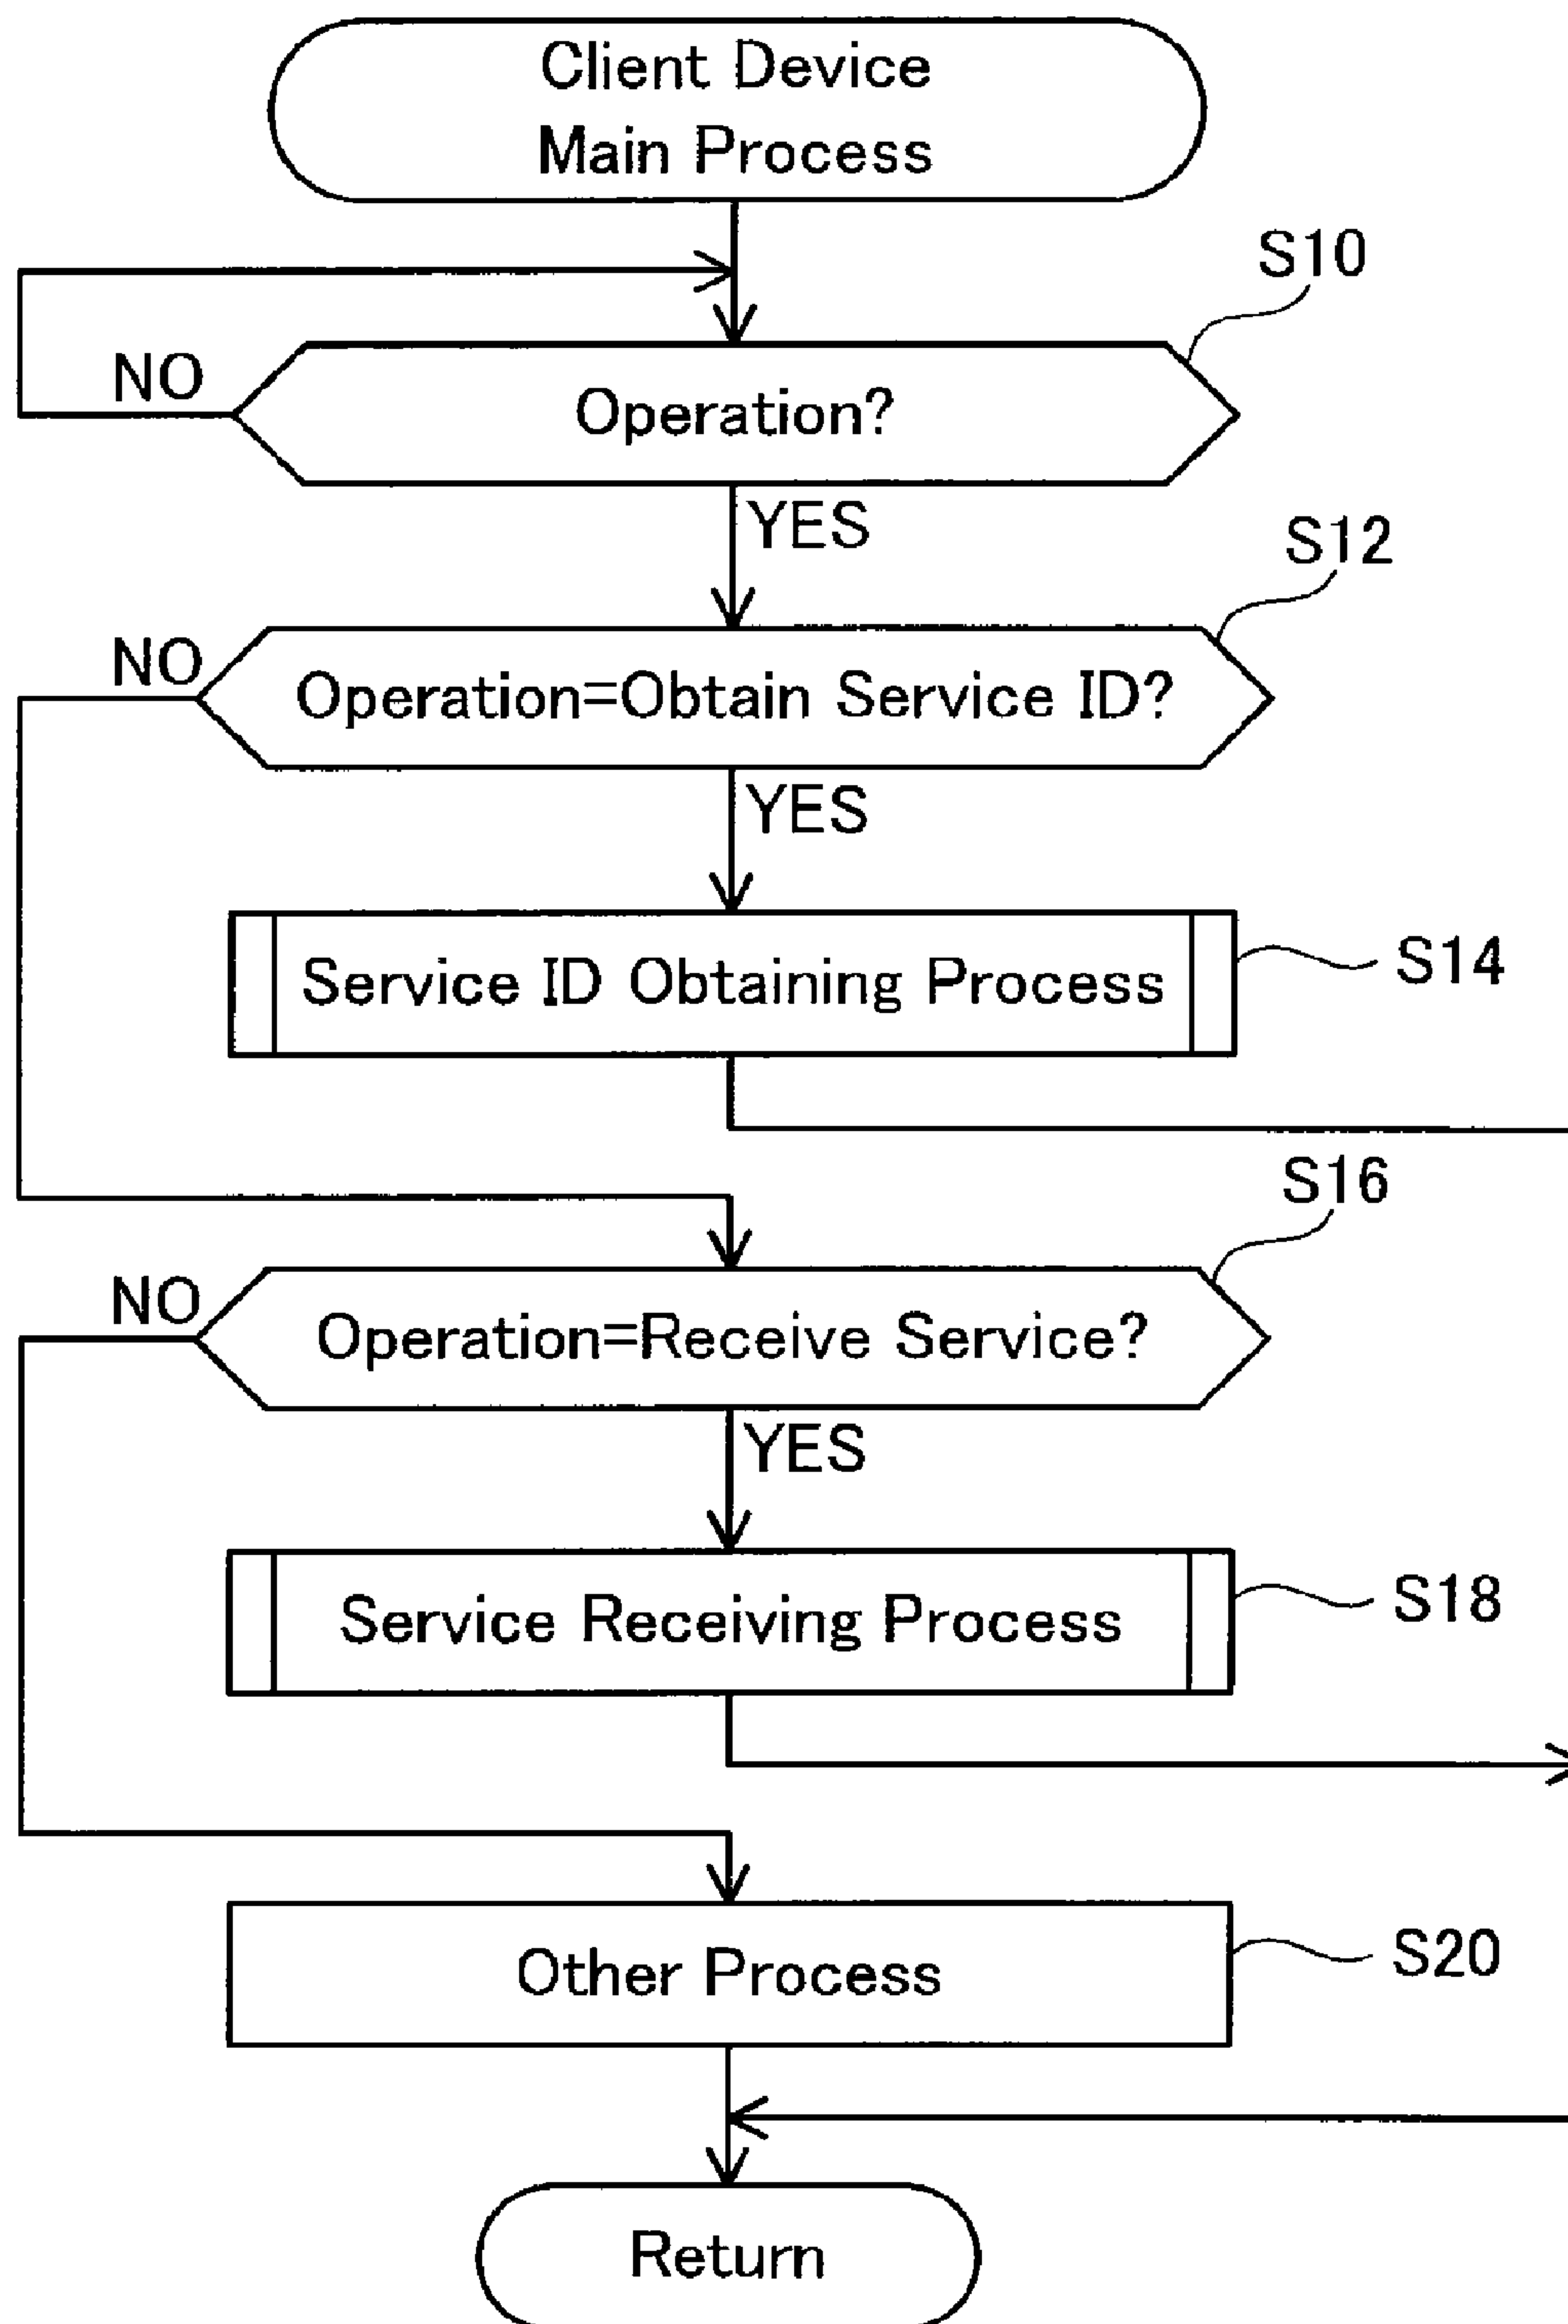 Client Device
Main Process
S10
NO
Operation?
YES
S12
NO
Operation=Obtain Service ID?
YES
Service ID Obtaining Process
S14
S16
NO
Operation=Receive Service?
YES
Service Receiving Process
S18
Other Process
S20
Return